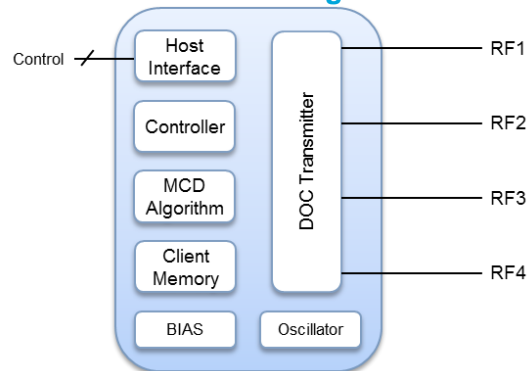 Control
Host
Interface
Controller
MCD
Algorithm
Client
Memory
BIAS
Oscillator
DOC Transmitter
RF1
RF2
RF3
RF4